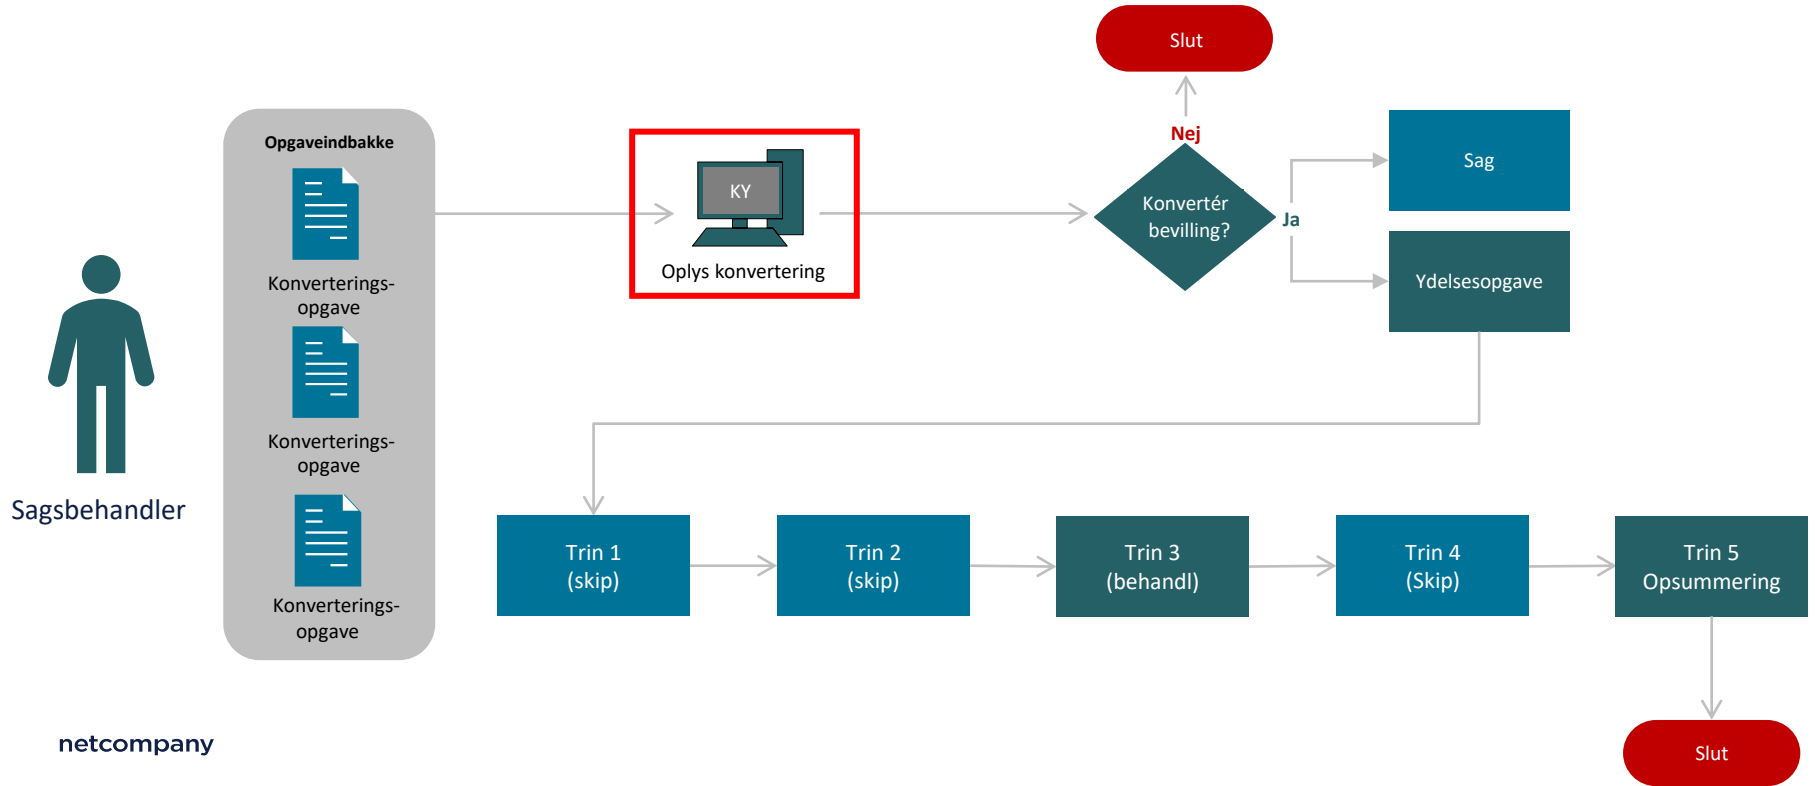 Slut
Opgaveindbakke
Nej
KY
Konvertér
bevilling?
Ja
Sag
Oplys konvertering
Ydelsesopgave
Konverterings-
opgave
Konverterings-
opgave
Sagsbehandler
Konverterings-
opgave
Trin 1
(skip)
Trin 2
(skip)
Trin 3
(behandl)
Trin 4
(Skip)
Trin 5
Opsummering
netcompany
Slut